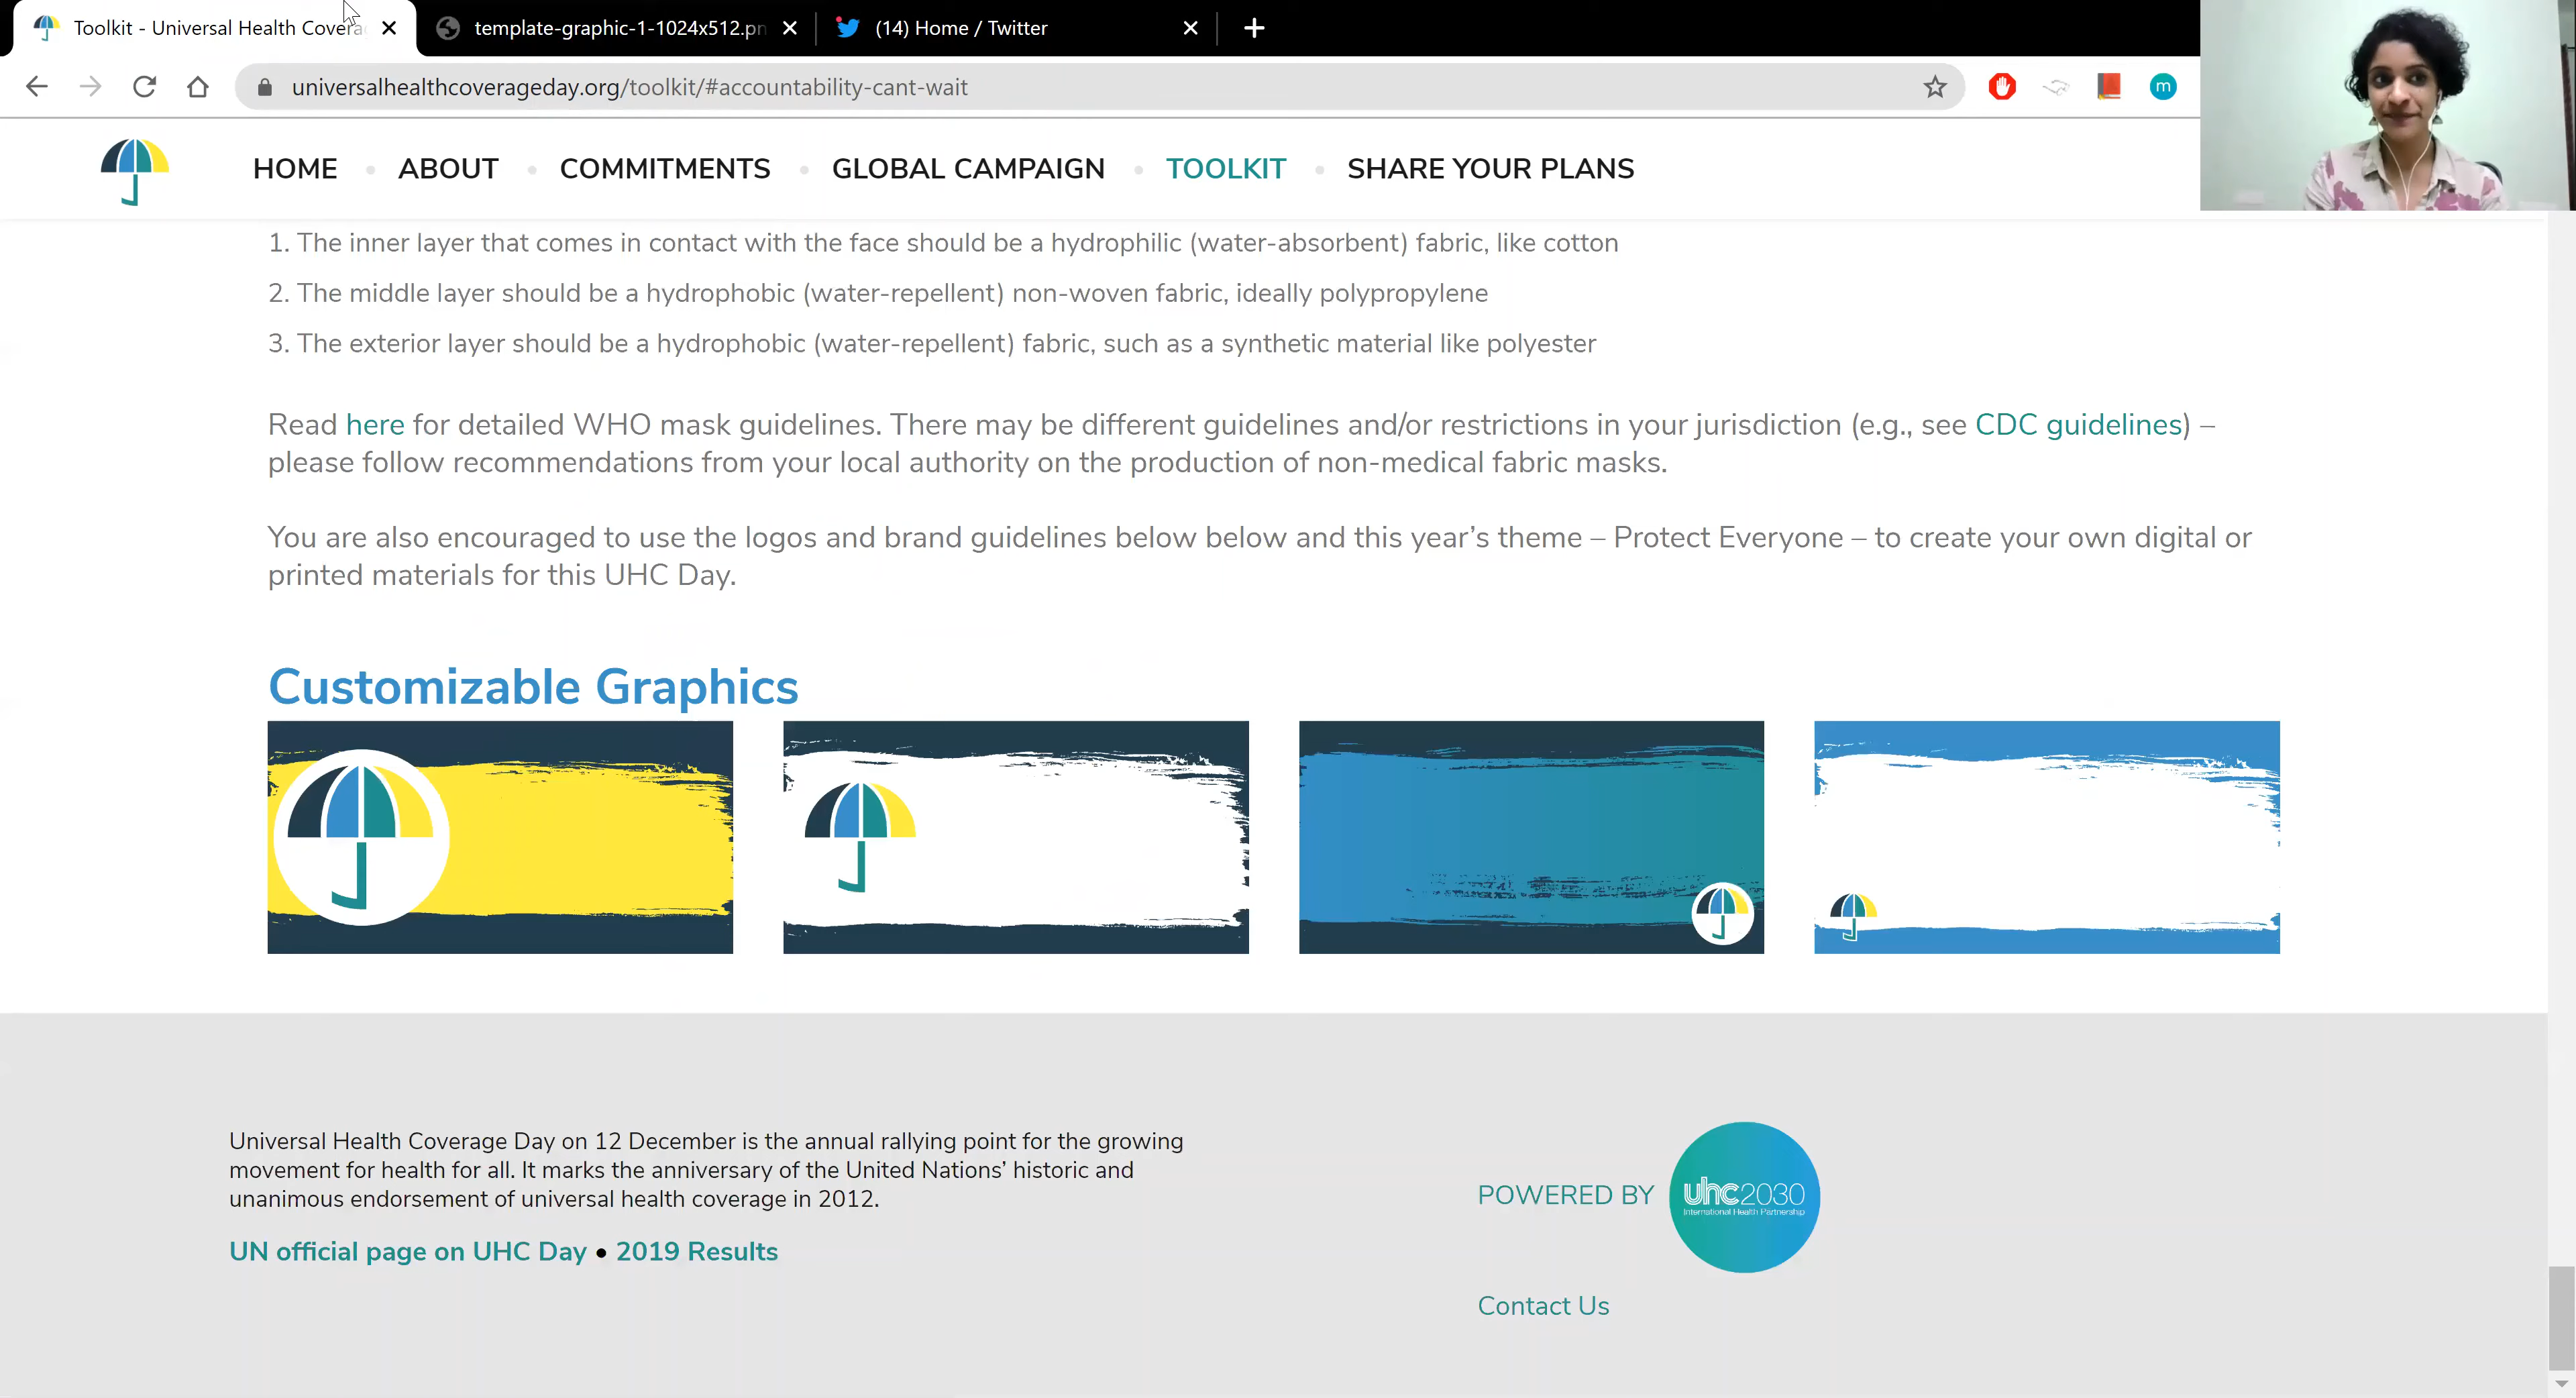 Toolkit - Universal Health Covera
template-graphic-1-1024x512.pn
(14) Home / Twitter
universalhealthcoverageday.org/toolkit/#accountability-cant-wait
m
HOME • ABOUT • COMMITMENTS • GLOBAL CAMPAIGN • TOOLKIT • SHARE YOUR PLANS
1. The inner layer that comes in contact with the face should be a hydrophilic (water-absorbent) fabric, like cotton
2. The middle layer should be a hydrophobic (water-repellent) non-woven fabric, ideally polypropylene
3. The exterior layer should be a hydrophobic (water-repellent) fabric, such as a synthetic material like polyester
Read here for detailed WHO mask guidelines. There may be different guidelines and/or restrictions in your jurisdiction (e.g., see CDC guidelines) –
please follow recommendations from your local authority on the production of non-medical fabric masks.
You are also encouraged to use the logos and brand guidelines below below and this year’s theme – Protect Everyone – to create your own digital or
printed materials for this UHC Day.
Customizable Graphics
Universal Health Coverage Day on 12 December is the annual rallying point for the growing
movement for health for all. It marks the anniversary of the United Nations’ historic and
unanimous endorsement of universal health coverage in 2012.
UN official page on UHC Day • 2019 Results
POWERED BY
uhc2030
International Health Partnership
Contact Us